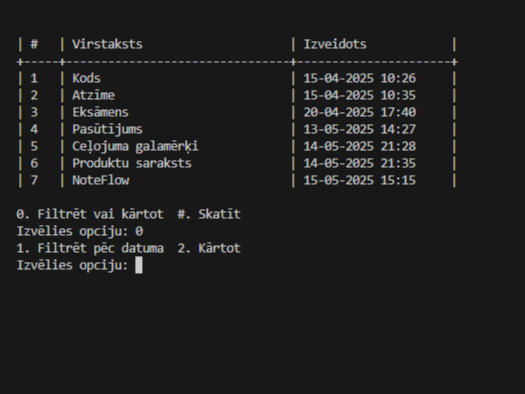 | #   | Virstaksts                     | Izveidots            |
+-----+--------------------------------+----------------------+
| 1   | Kods                           | 15-04-2025 10:26     |
| 2   | Atzīme                         | 15-04-2025 10:35     |
| 3   | Eksāmens                       | 20-04-2025 17:40     |
| 4   | Pasūtījums                     | 13-05-2025 14:27     |
| 5   | Ceļojuma galamērķi             | 14-05-2025 21:28     |
| 6   | Produktu saraksts              | 14-05-2025 21:35     |
| 7   | NoteFlow                       | 15-05-2025 15:15     |
0. Filtrēt vai kārtot  #. Skatīt
Izvēlies opciju: 0
1. Filtrēt pēc datuma  2. Kārtot
Izvēlies opciju: